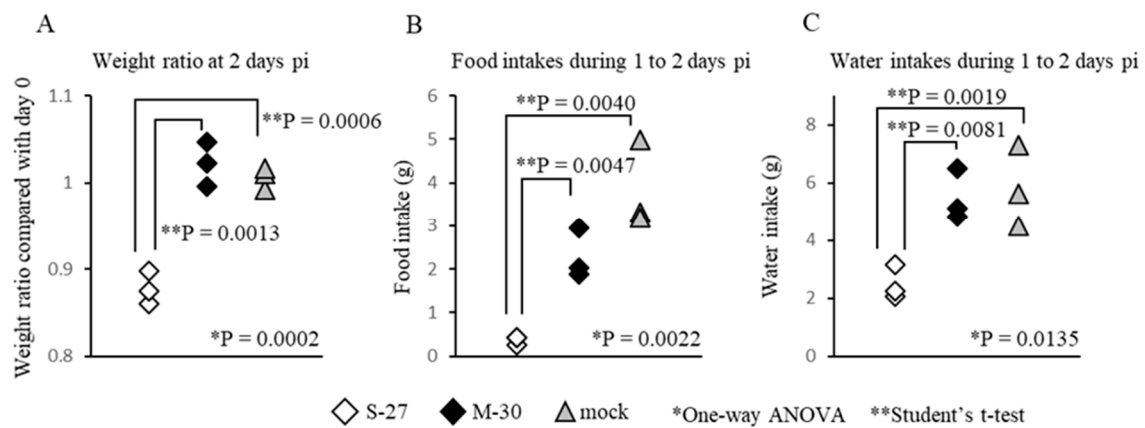 A
Weight ratio at 2 days pi
Weight ratio compared with day 0
1.1
1
0.9
0.8
**P = 0.0006
**P = 0.0013
*P = 0.0002
B
Food intakes during 1 to 2 days pi
Food intake (g)
6
5
4
3
2
1
0
**P = 0.0040
**P = 0.0047
*P = 0.0022
C
Water intakes during 1 to 2 days pi
Water intake (g)
8
6
4
2
0
**P = 0.0019
**P = 0.0081
*P = 0.0135
S-27 M-30 mock *One-way ANOVA **Student’s t-test